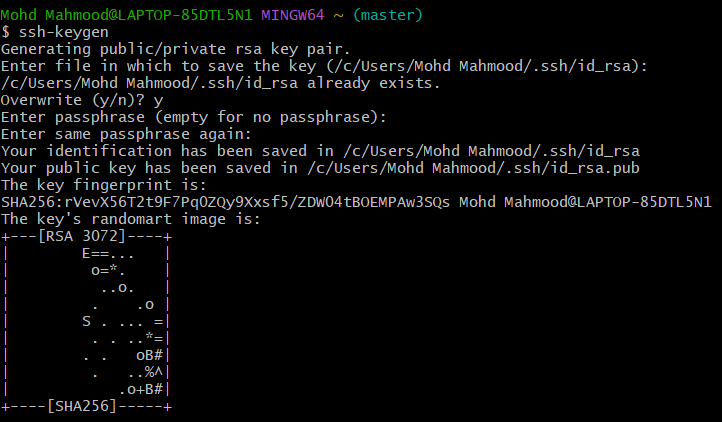 Mohd Mahmood@LAPTOP-85DTL5N1 MINGW64 ~ (master)
$ ssh-keygen
Generating public/private rsa key pair.
Enter file in which to save the key (/c/Users/Mohd Mahmood/.ssh/id_rsa):
/c/Users/Mohd Mahmood/.ssh/id_rsa already exists.
Overwrite (y/n)? y
Enter passphrase (empty for no passphrase):
Enter same passphrase again:
Your identification has been saved in /c/Users/Mohd Mahmood/.ssh/id_rsa
Your public key has been saved in /c/Users/Mohd Mahmood/.ssh/id_rsa.pub
The key fingerprint is:
SHA256:rVevX56T2t9F7PqOZQy9Xxsf5/ZDWO4tBOEMPAw3SQs Mohd Mahmood@LAPTOP-85DTL5N1
The key's randomart image is:
+---[RSA 3072]----+
|        E==...   |
|         o=*.    |
|          ..o.   |
|         .    .o |
|        S . ... =|
|         . . ..*=|
|        . .   oB#|
|         .   ..%^|
|            .o+B#|
+----[SHA256]-----+